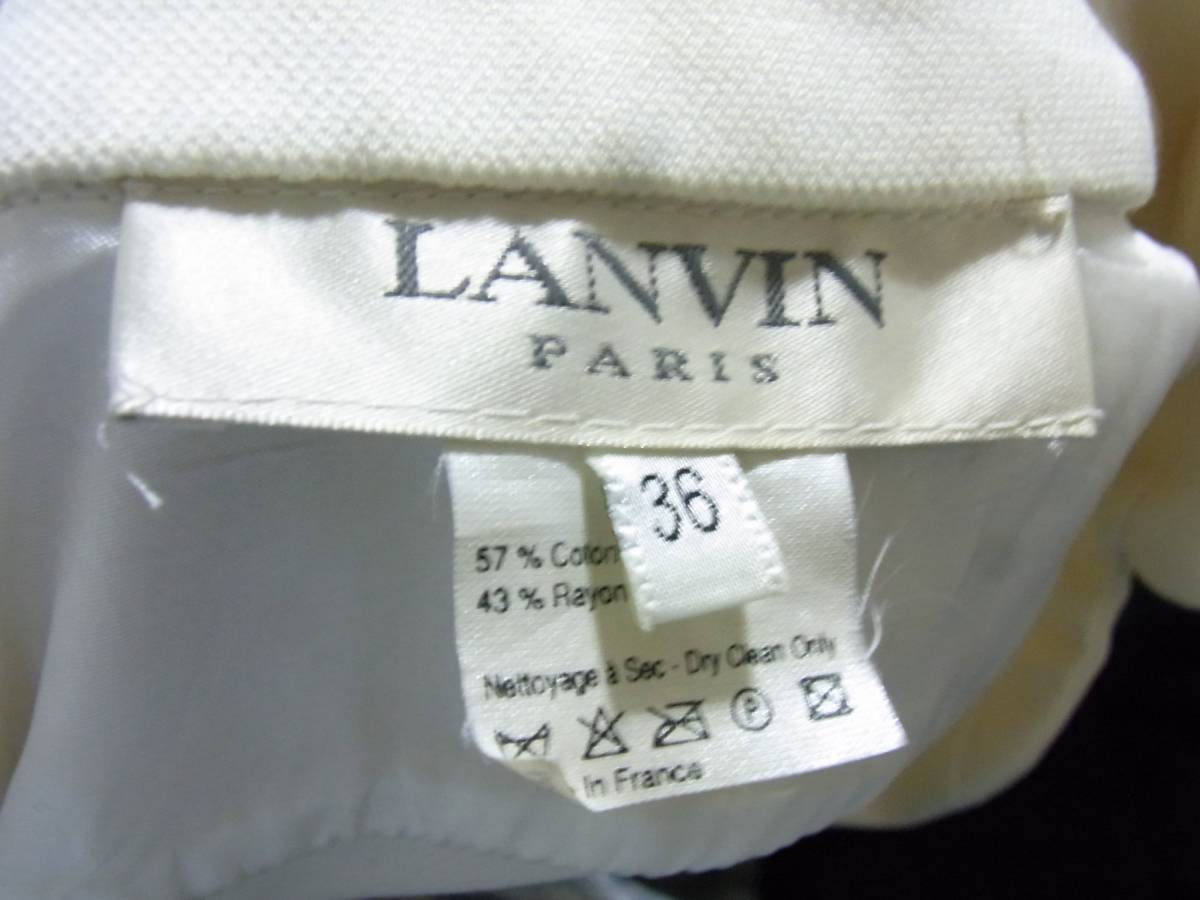 LANVIN
PARIS
36
57 % Coton
43 % Rayon
Nettoyage à Sec - Dry Clean Only
P
In France